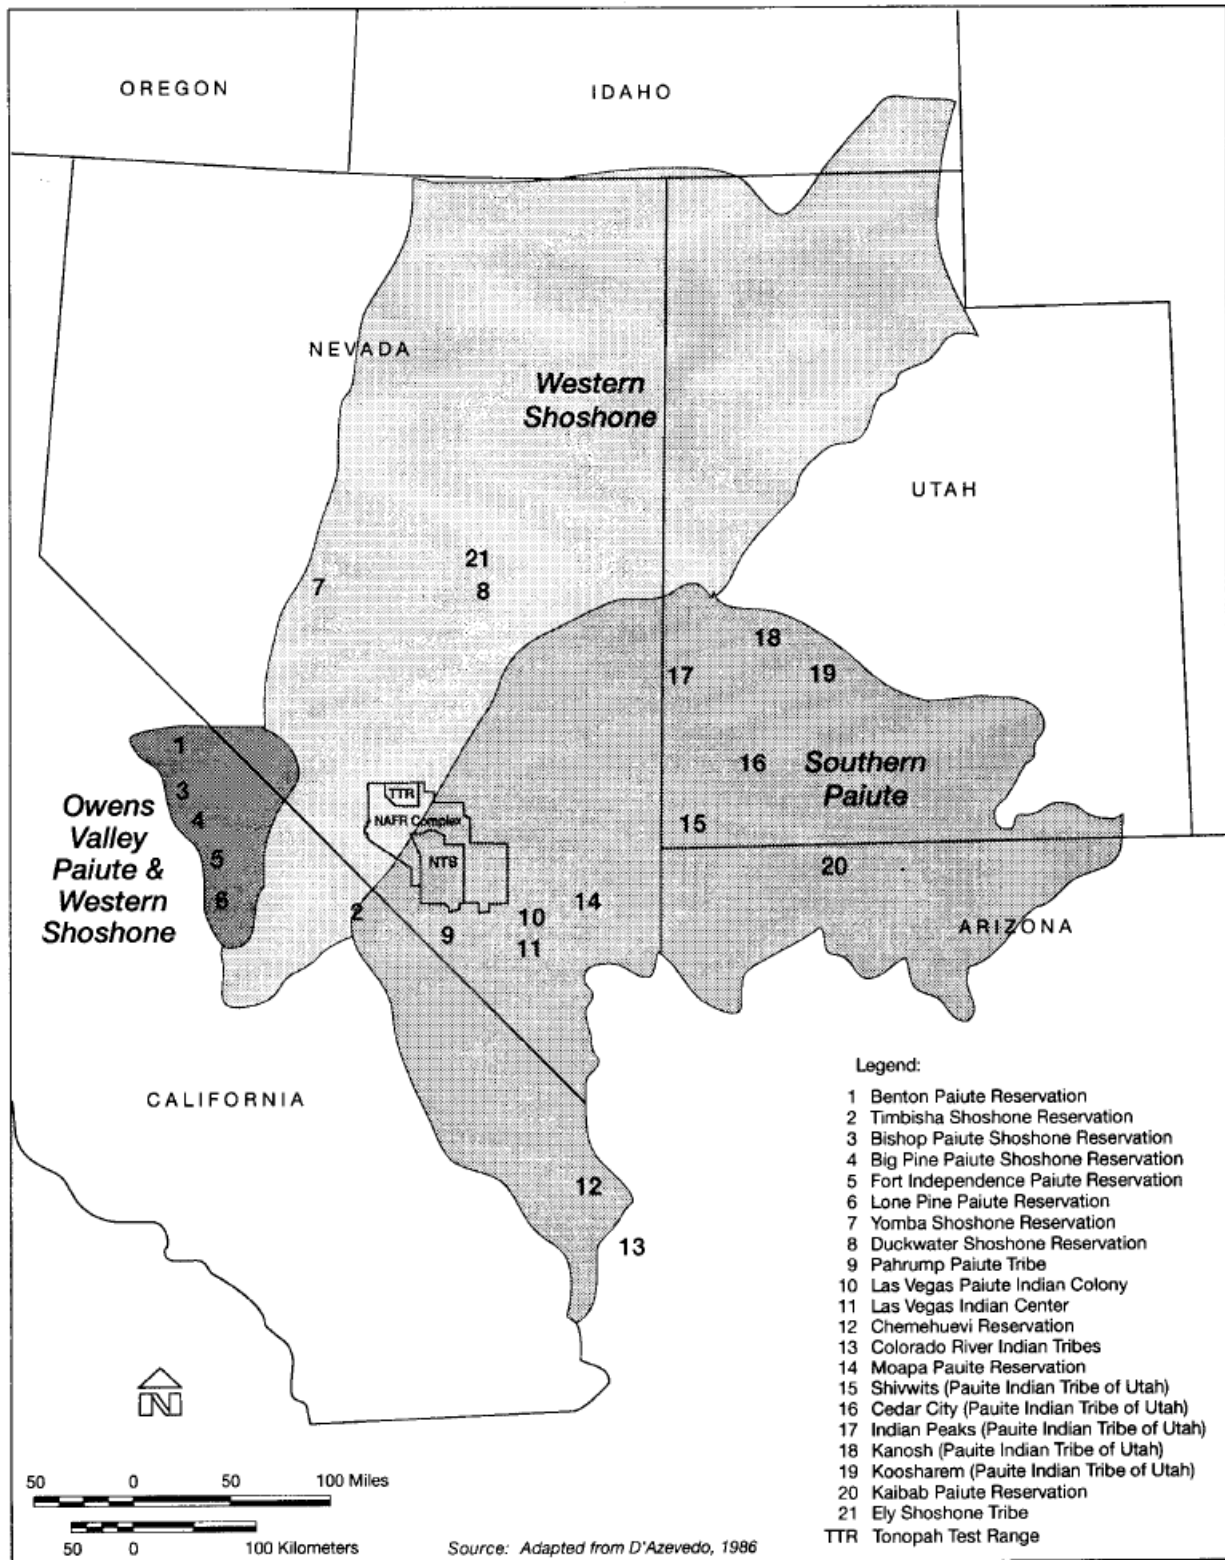 OREGON
IDAHO
NEVADA
Western
Shoshone
UTAH
21
7
8
18
17
19
1
16
Southern
Paiute
3
TTR
Owens
Valley
Paiute &
Western
Shoshone
4
NAFR Complex
15
5
NTS
20
6
2
14
10
9
11
ARIZONA
CALIFORNIA
12
13
Legend:
1 Benton Paiute Reservation
2 Timbisha Shoshone Reservation
3 Bishop Paiute Shoshone Reservation
4 Big Pine Paiute Shoshone Reservation
5 Fort Independence Paiute Reservation
6 Lone Pine Paiute Reservation
7 Yomba Shoshone Reservation
8 Duckwater Shoshone Reservation
9 Pahrump Paiute Tribe
10 Las Vegas Paiute Indian Colony
11 Las Vegas Indian Center
12 Chemehuevi Reservation
13 Colorado River Indian Tribes
14 Moapa Pauite Reservation
15 Shivwits (Pauite Indian Tribe of Utah)
16 Cedar City (Pauite Indian Tribe of Utah)
17 Indian Peaks (Pauite Indian Tribe of Utah)
18 Kanosh (Pauite Indian Tribe of Utah)
19 Koosharem (Pauite Indian Tribe of Utah)
20 Kaibab Paiute Reservation
21 Ely Shoshone Tribe
TTR Tonopah Test Range
N
50 0 50 100 Miles
50 0 100 Kilometers
Source: Adapted from D'Azevedo, 1986